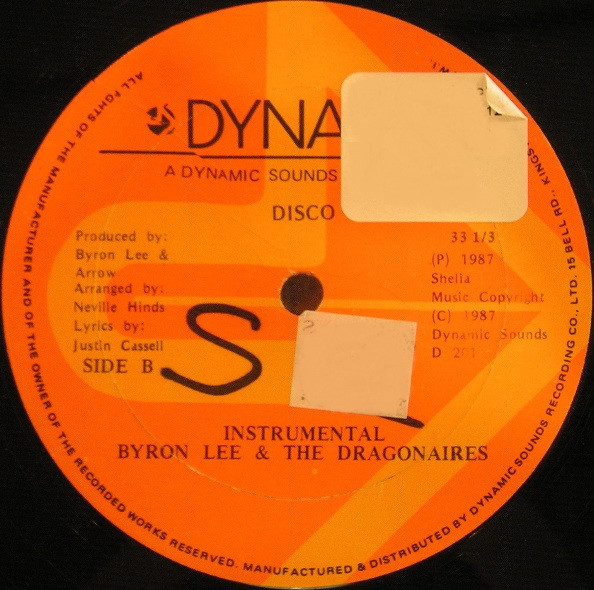 DYNA
A DYNAMIC SOUNDS
DISCO
Produced by:
Byron Lee &
Arrow
Arranged by:
Neville Hinds
Lyrics by:
Justin Cassell
SIDE B
33 1/3
(P) 1987
Shelia
Music Copyright
(C) 1987
Dynamic Sounds
D
S
INSTRUMENTAL
BYRON LEE & THE DRAGONAIRES
ALL RIGHTS OF THE MANUFACTURER AND OF THE OWNER OF THE RECORDED WORKS RESERVED. MANUFACTURED & DISTRIBUTED BY DYNAMIC SOUNDS RECORDING CO., LTD. 15 BELL RD.,